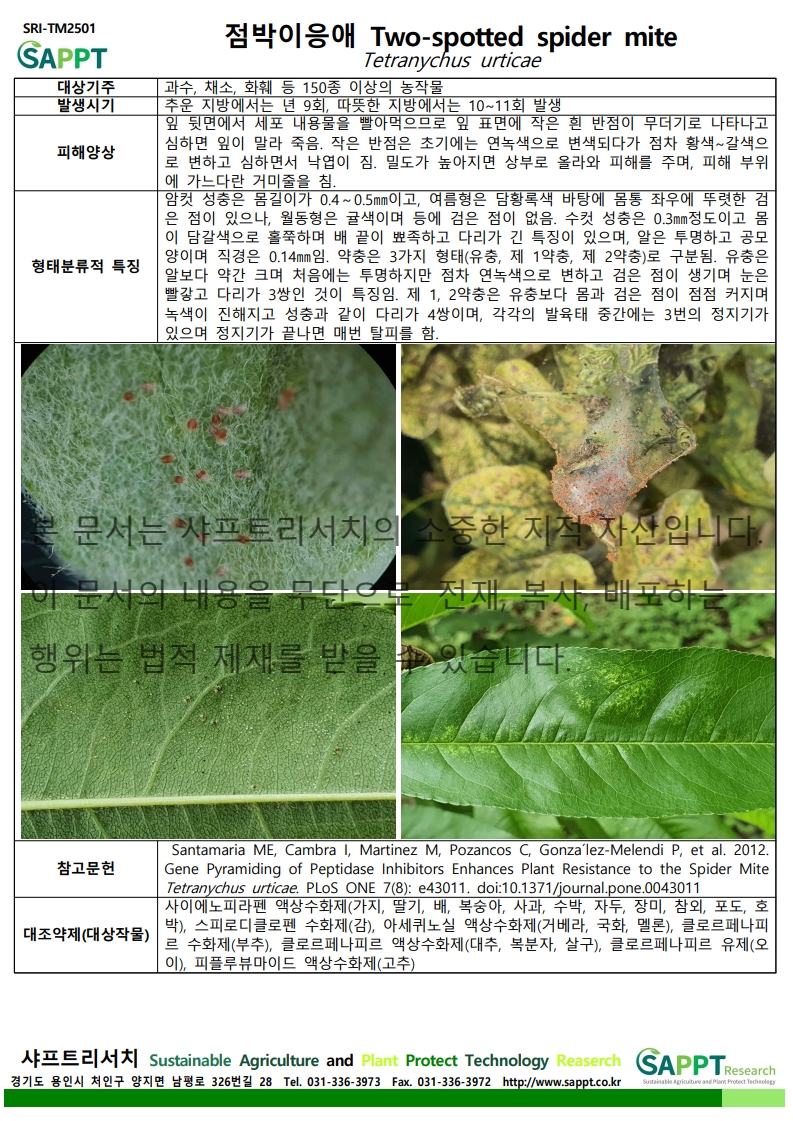 SRI-TM2501
SAPPT
점박이응애 Two-spotted spider mite
Tetranychus urticae
대상기주
과수, 채소, 화훼 등 150종 이상의 농작물
발생시기
추운 지방에서는 년 9회, 따뜻한 지방에서는 10~11회 발생
피해양상
잎 뒷면에서 세포 내용물을 빨아먹으므로 잎 표면에 작은 흰 반점이 무더기로 나타나고
심하면 잎이 말라 죽음. 작은 반점은 초기에는 연녹색으로 변색되다가 점차 황색~갈색으
로 변하고 심하면서 낙엽이 짐. 밀도가 높아지면 상부로 올라와 피해를 주며, 피해 부위
에 가느다란 거미줄을 침.
형태분류적 특징
암컷 성충은 몸길이가 0.4～0.5㎜이고, 여름형은 담황록색 바탕에 몸통 좌우에 뚜렷한 검
은 점이 있으나, 월동형은 귤색이며 등에 검은 점이 없음. 수컷 성충은 0.3㎜정도이고 몸
이 담갈색으로 홀쭉하며 배 끝이 뾰족하고 다리가 긴 특징이 있으며, 알은 투명하고 공모
양이며 직경은 0.14㎜임. 약충은 3가지 형태(유충, 제 1약충, 제 2약충)로 구분됨. 유충은
알보다 약간 크며 처음에는 투명하지만 점차 연녹색으로 변하고 검은 점이 생기며 눈은
빨갛고 다리가 3쌍인 것이 특징임. 제 1, 2약충은 유충보다 몸과 검은 점이 점점 커지며
녹색이 진해지고 성충과 같이 다리가 4쌍이며, 각각의 발육태 중간에는 3번의 정지기가
있으며 정지기가 끝나면 매번 탈피를 함.
본 문서는 샤프트리서치의 소중한 지적 자산입니다.
이 문서의 내용을 무단으로 전재, 복사, 배포하는
행위는 법적 제재를 받을 수 있습니다.
참고문헌
Santamaria ME, Cambra I, Martinez M, Pozancos C, Gonza´lez-Melendi P, et al. 2012.
Gene Pyramiding of Peptidase Inhibitors Enhances Plant Resistance to the Spider Mite
Tetranychus urticae. PLoS ONE 7(8): e43011. doi:10.1371/journal.pone.0043011
대조약제(대상작물)
사이에노피라펜 액상수화제(가지, 딸기, 배, 복숭아, 사과, 수박, 자두, 장미, 참외, 포도, 호
박), 스피로디클로펜 수화제(감), 아세퀴노실 액상수화제(거베라, 국화, 멜론), 클로르페나피
르 수화제(부추), 클로르페나피르 액상수화제(대추, 복분자, 살구), 클로르페나피르 유제(오
이), 피플루뷰마이드 액상수화제(고추)
샤프트리서치 Sustainable Agriculture and Plant Protect Technology Reaserch
경기도 용인시 처인구 양지면 남평로 326번길 28 Tel. 031-336-3973 Fax. 031-336-3972 http://www.sappt.co.kr
SAPPT Research
Sustainable Agriculture and Plant Protect Technology